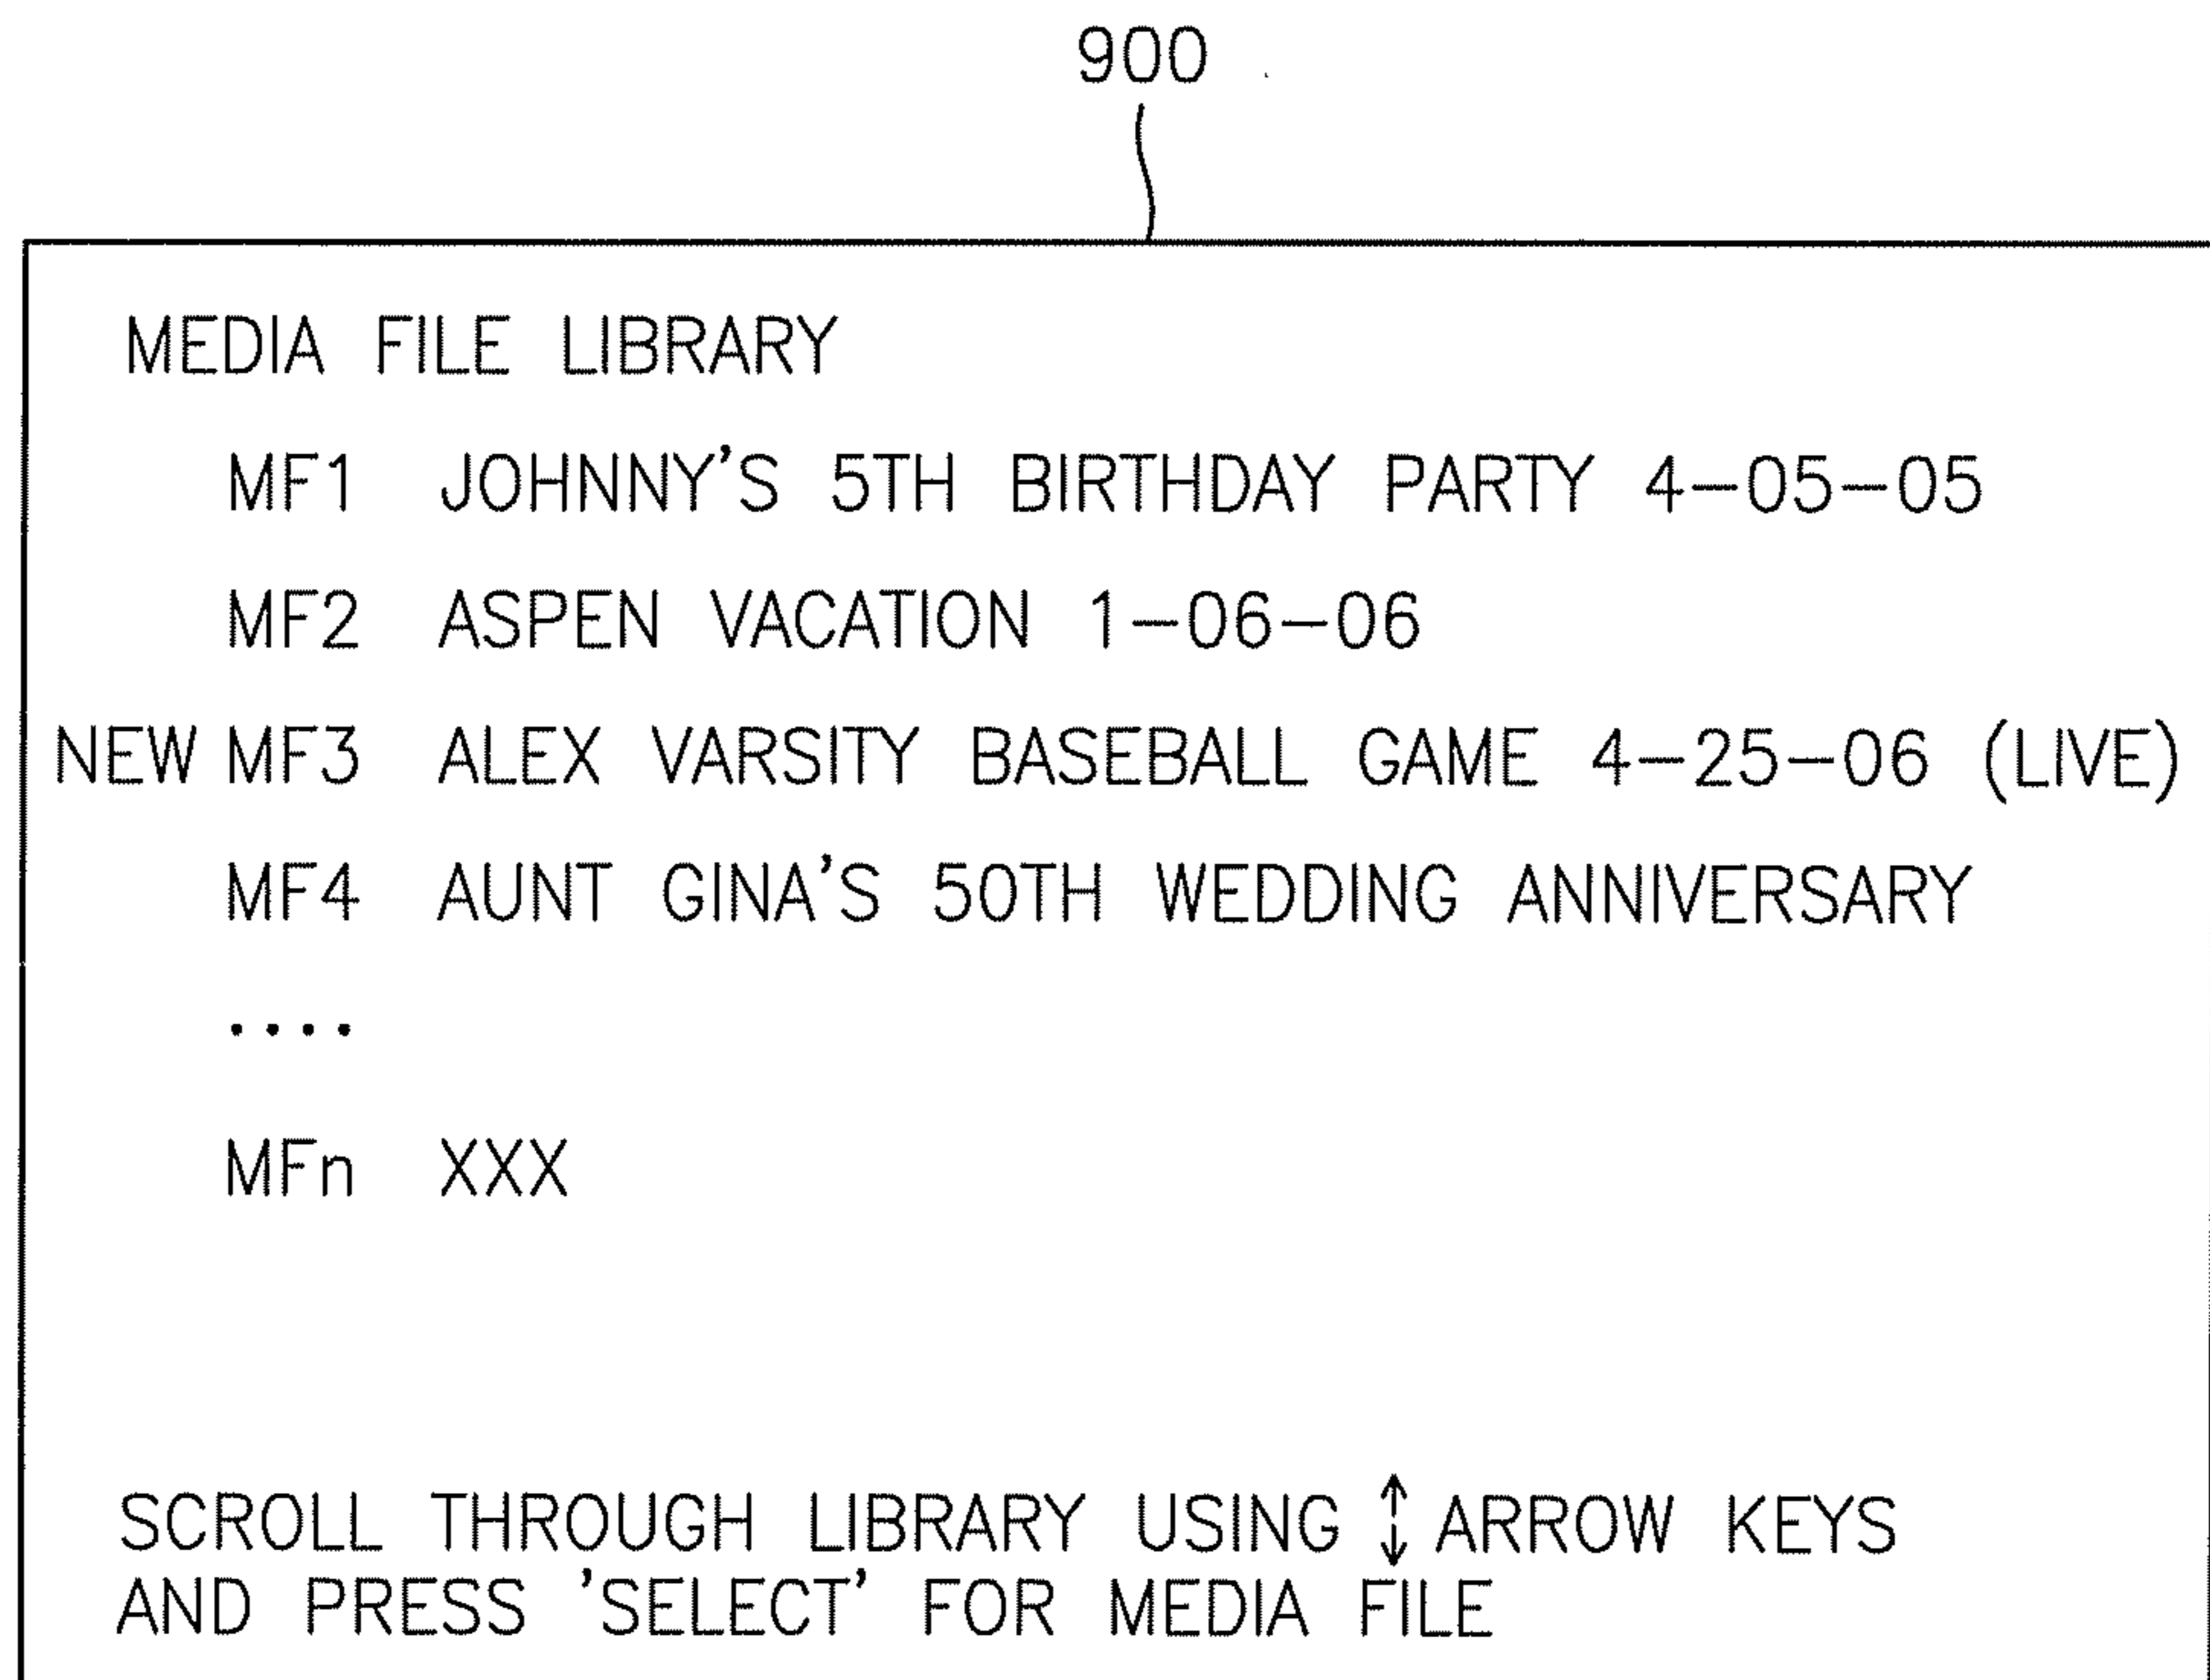 900
MEDIA FILE LIBRARY
MF1 JOHNNY'S 5TH BIRTHDAY PARTY 4-05-05
MF2 ASPEN VACATION 1-06-06
NEW MF3 ALEX VARSITY BASEBALL GAME 4-25-06 (LIVE)
MF4 AUNT GINA'S 50TH WEDDING ANNIVERSARY
....
MFn XXX
SCROLL THROUGH LIBRARY USING ↕ ARROW KEYS
AND PRESS 'SELECT' FOR MEDIA FILE